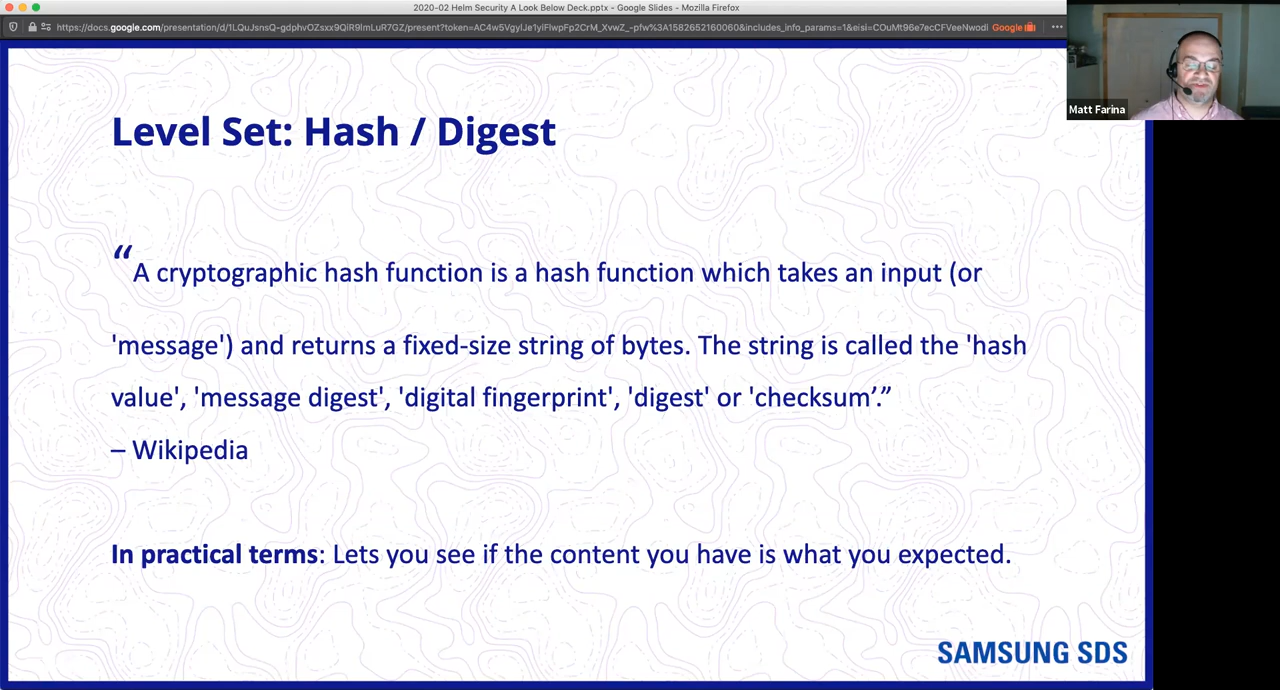 2020-02 Helm Security A Look Below Deck.pptx - Google Slides - Mozilla Firefox
Google
Matt Farina
Level Set: Hash / Digest
“A cryptographic hash function is a hash function which takes an input (or
'message') and returns a fixed-size string of bytes. The string is called the 'hash
value', 'message digest', 'digital fingerprint', 'digest' or 'checksum’.”
– Wikipedia
In practical terms: Lets you see if the content you have is what you expected.
SAMSUNG SDS